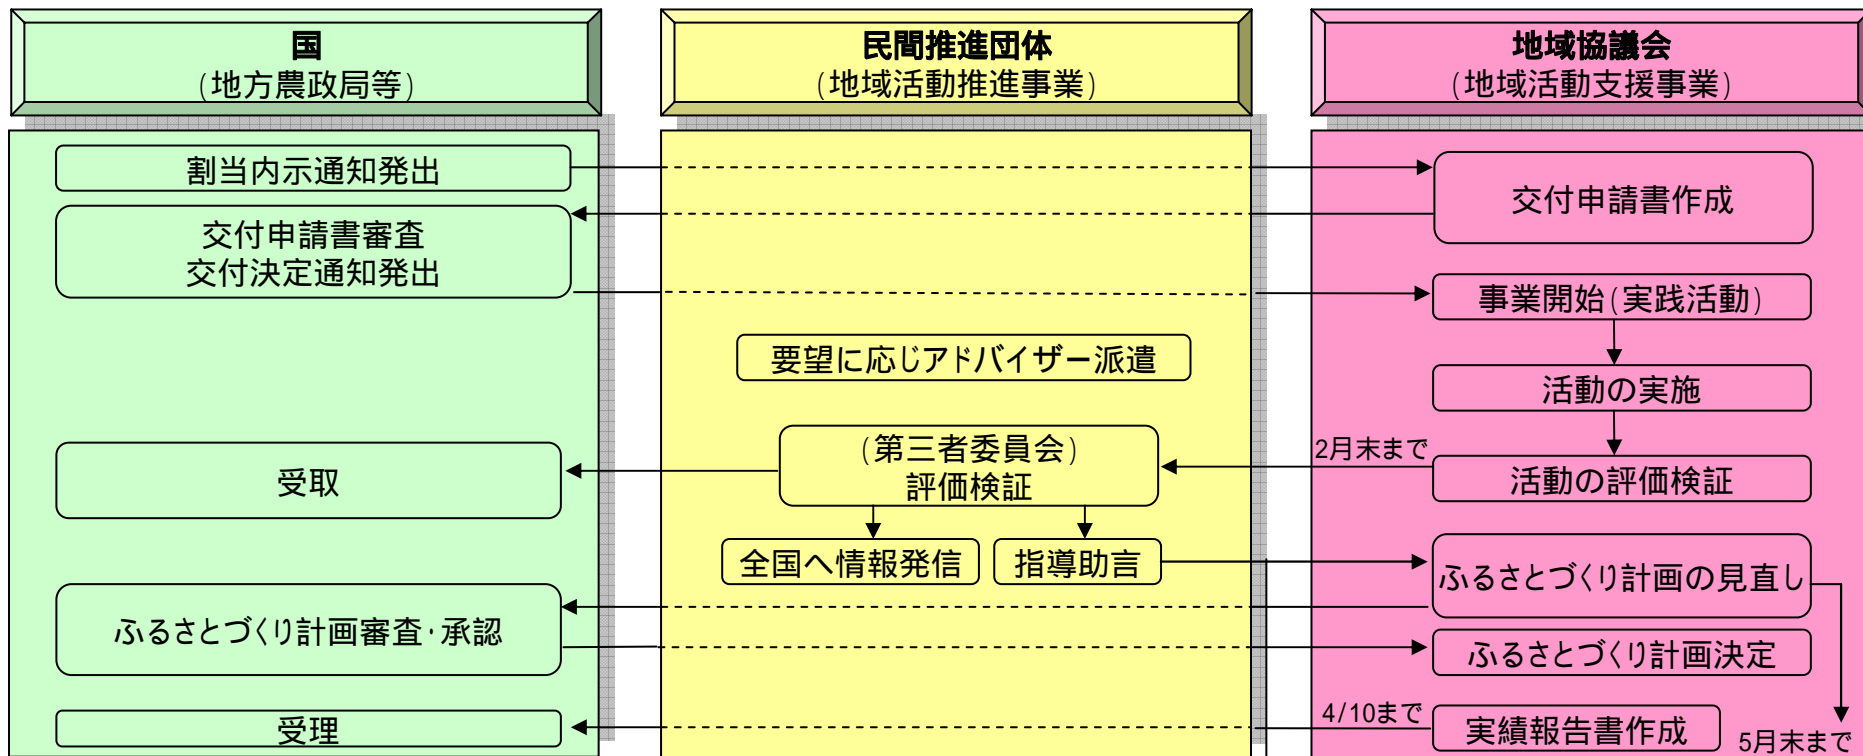 国
(地方農政局等)
民間推進団体
(地域活動推進事業)
地域協議会
(地域活動支援事業)
割当内示通知発出
交付申請書作成
交付申請書審査
交付決定通知発出
事業開始(実践活動)
要望に応じアドバイザー派遣
活動の実施
(第三者委員会)
評価検証
2月末まで
活動の評価検証
受取
全国へ情報発信
指導助言
ふるさとづくり計画の見直し
ふるさとづくり計画審査・承認
ふるさとづくり計画決定
受理
4/10まで
実績報告書作成
5月末まで